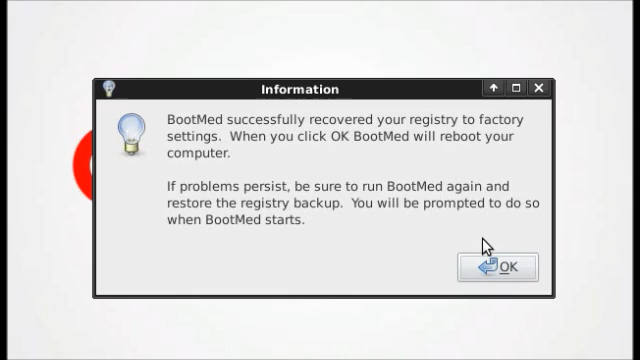 Information
BootMed successfully recovered your registry to factory
settings.  When you click OK BootMed will reboot your
computer.
If problems persist, be sure to run BootMed again and
restore the registry backup.  You will be prompted to do so
when BootMed starts.
OK